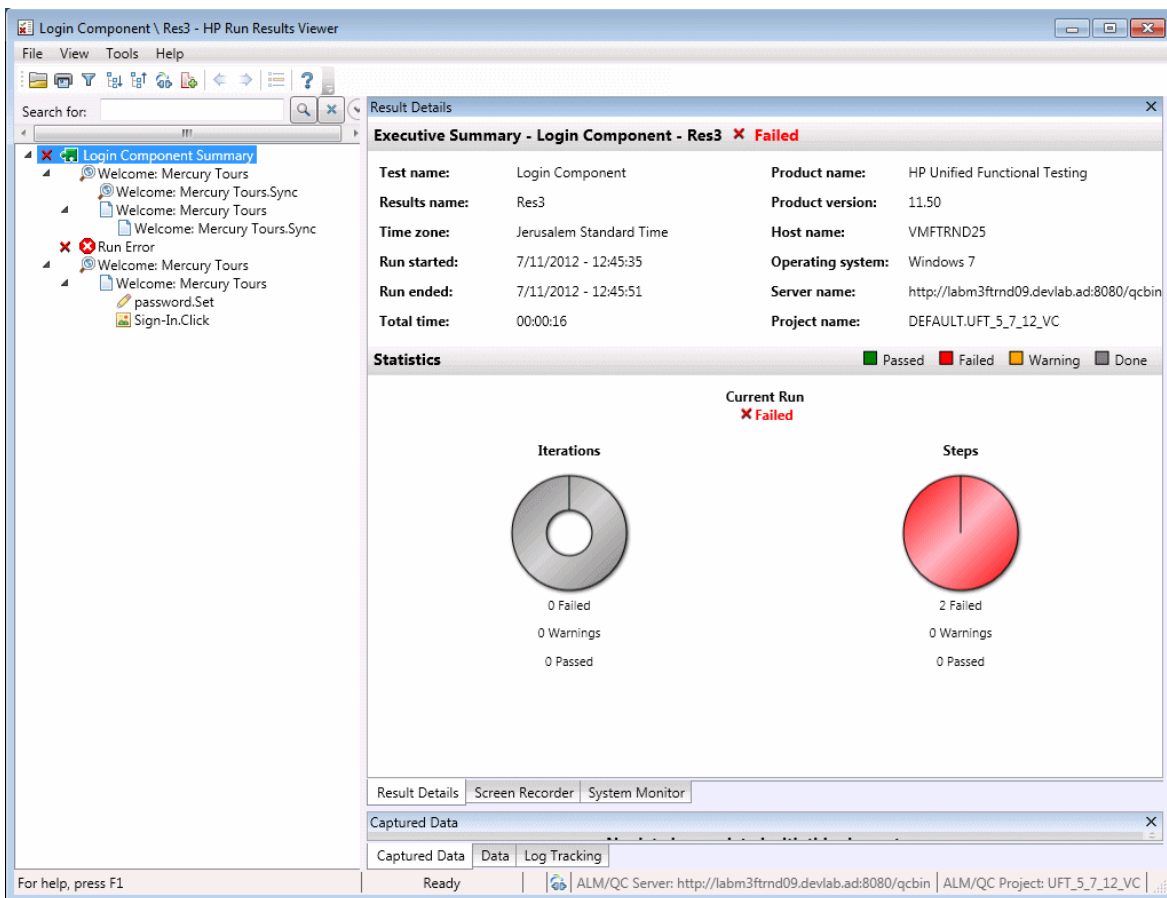 Login Component \ Res3 - HP Run Results Viewer
File View Tools Help
Search for:
Login Component Summary
Welcome: Mercury Tours
Welcome: Mercury Tours.Sync
Welcome: Mercury Tours
Welcome: Mercury Tours.Sync
Run Error
Welcome: Mercury Tours
Welcome: Mercury Tours
password.Set
Sign-In.Click
Result Details
Executive Summary - Login Component - Res3 Failed
Test name: Login Component Product name: HP Unified Functional Testing
Results name: Res3 Product version: 11.50
Time zone: Jerusalem Standard Time Host name: VMFTRND25
Run started: 7/11/2012 - 12:45:35 Operating system: Windows 7
Run ended: 7/11/2012 - 12:45:51 Server name: http://labm3ftrnd09.devlab.ad:8080/qcbin
Total time: 00:00:16 Project name: DEFAULT.UFT_5_7_12_VC
Statistics Passed Failed Warning Done
Current Run
Failed
Iterations Steps
0 Failed 2 Failed
0 Warnings 0 Warnings
0 Passed 0 Passed
Result Details Screen Recorder System Monitor
Captured Data
Captured Data Data Log Tracking
For help, press F1 Ready ALM/QC Server: http://labm3ftrnd09.devlab.ad:8080/qcbin ALM/QC Project: UFT_5_7_12_VC